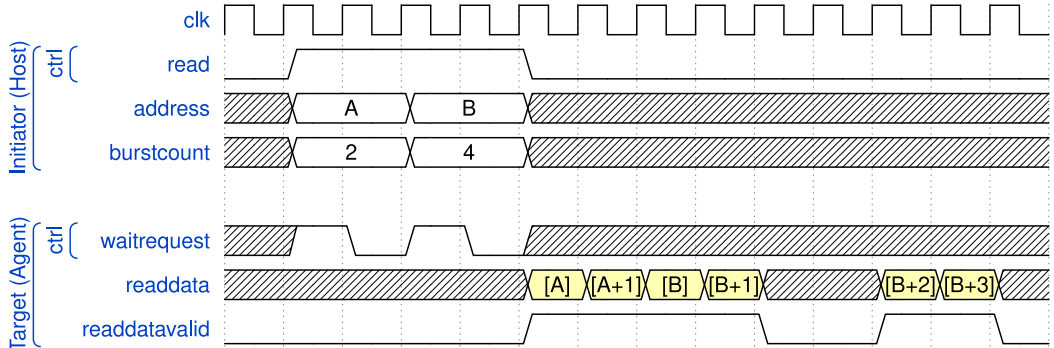 clk
Initiator (Host)
ctrl
read
address A B
burstcount 2 4
Target (Agent)
ctrl
waitrequest
readdata [A] [A+1] [B] [B+1] [B+2] [B+3]
readdatavalid